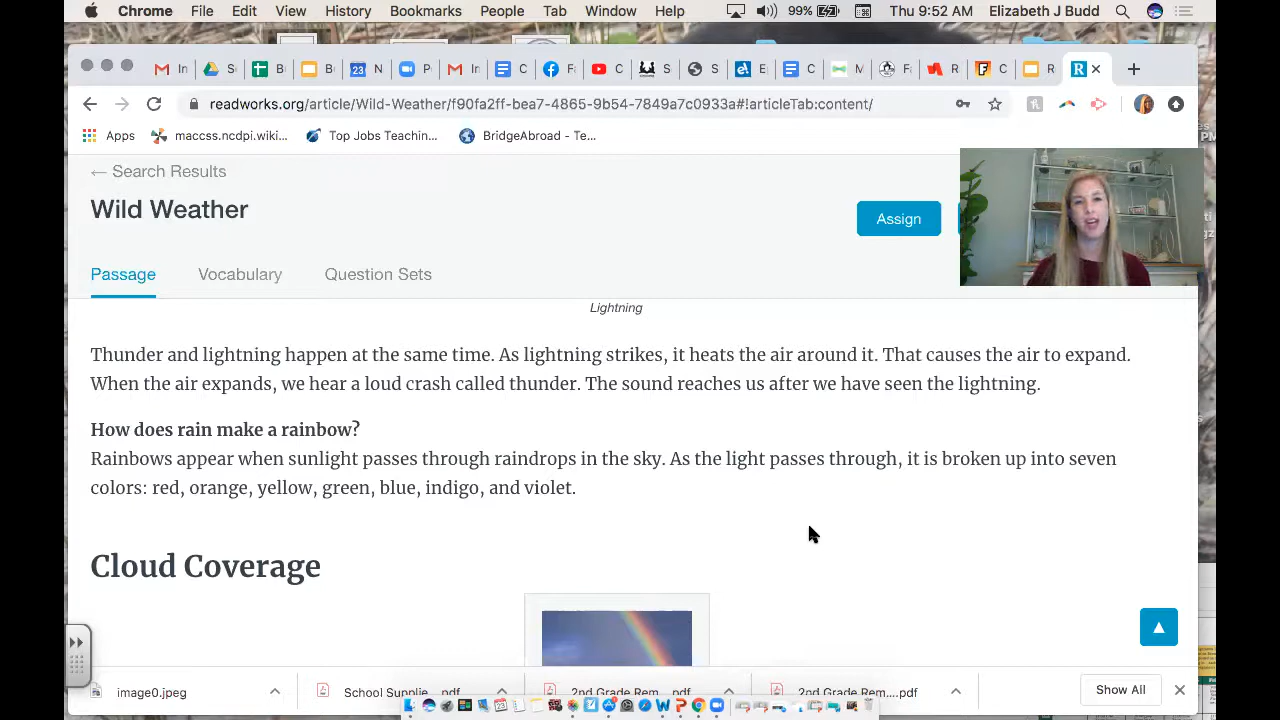 Chrome File Edit View History Bookmarks People Tab Window Help 99% Thu 9:52 AM Elizabeth J Budd
readworks.org/article/Wild-Weather/f90fa2ff-bea7-4865-9b54-7849a7c0933a#!articleTab:content/
Apps maccss.ncdpi.wiki... Top Jobs Teachin... BridgeAbroad - Te...
← Search Results
Wild Weather
Assign
Passage Vocabulary Question Sets
Lightning
Thunder and lightning happen at the same time. As lightning strikes, it heats the air around it. That causes the air to expand.
When the air expands, we hear a loud crash called thunder. The sound reaches us after we have seen the lightning.
How does rain make a rainbow?
Rainbows appear when sunlight passes through raindrops in the sky. As the light passes through, it is broken up into seven
colors: red, orange, yellow, green, blue, indigo, and violet.
Cloud Coverage
image0.jpeg School Supplie....pdf 2nd Grade Rem....pdf 2nd Grade rem....pdf Show All